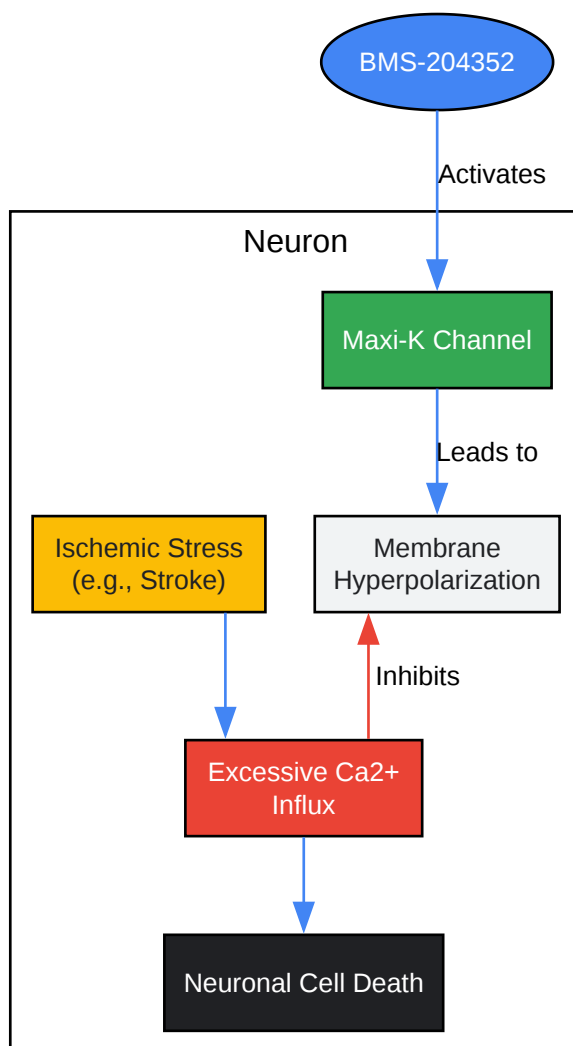 BMS-204352
Activates
Neuron
Maxi-K Channel
Leads to
Ischemic Stress
(e.g., Stroke)
Membrane
Hyperpolarization
Inhibits
Excessive Ca2+
Influx
Neuronal Cell Death